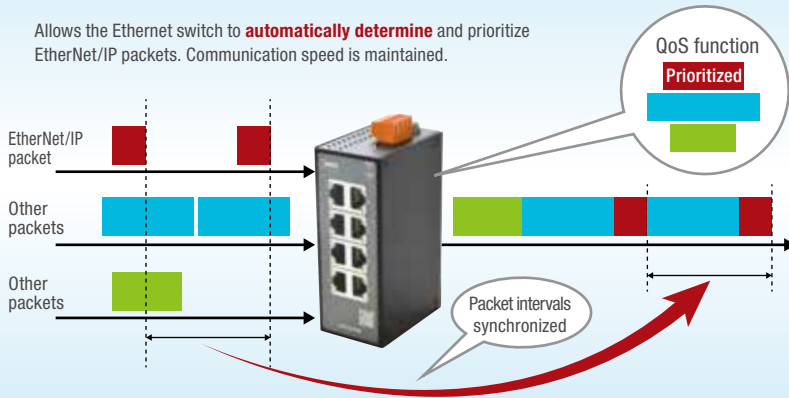 Allows the Ethernet switch to automatically determine and prioritize
EtherNet/IP packets. Communication speed is maintained.
QoS function
Prioritized
EtherNet/IP
packet
Other
packets
Other
packets
Packet intervals
synchronized